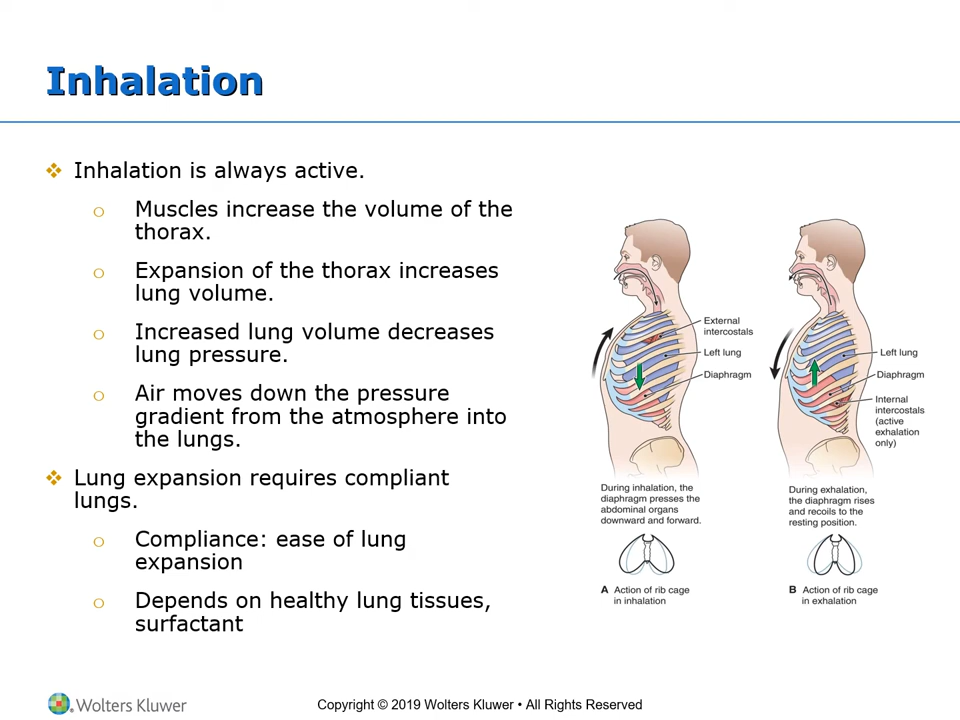 Inhalation
Inhalation is always active.
Muscles increase the volume of the
thorax.
Expansion of the thorax increases
lung volume.
Increased lung volume decreases
lung pressure.
Air moves down the pressure
gradient from the atmosphere into
the lungs.
Lung expansion requires compliant
lungs.
Compliance: ease of lung
expansion
Depends on healthy lung tissues,
surfactant
External
intercostals
Left lung
Diaphragm
During inhalation, the
diaphragm presses the
abdominal organs
downward and forward.
A Action of rib cage
in inhalation
Left lung
Diaphragm
Internal
intercostals
(active
exhalation
only)
During exhalation,
the diaphragm rises
and recoils to the
resting position.
B Action of rib cage
in exhalation
Wolters Kluwer
Copyright © 2019 Wolters Kluwer • All Rights Reserved